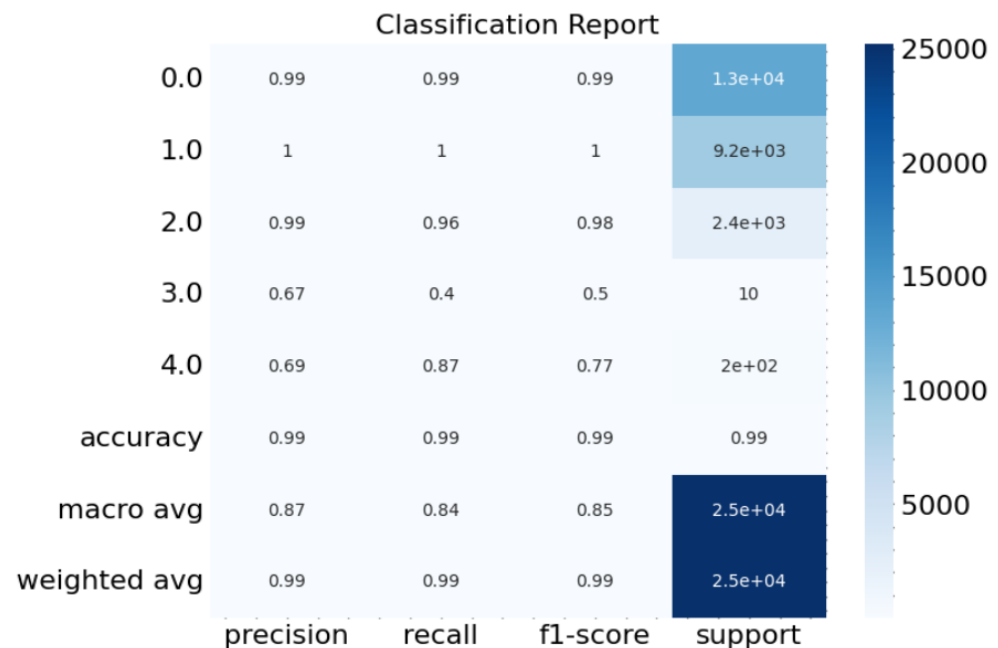 Classification Report
0.0 0.99 0.99 0.99 1.3e+04
1.0 1 1 1 9.2e+03
2.0 0.99 0.96 0.98 2.4e+03
3.0 0.67 0.4 0.5 10
4.0 0.69 0.87 0.77 2e+02
accuracy 0.99 0.99 0.99 0.99
macro avg 0.87 0.84 0.85 2.5e+04
weighted avg 0.99 0.99 0.99 2.5e+04
precision recall f1-score support
25000
20000
15000
10000
5000